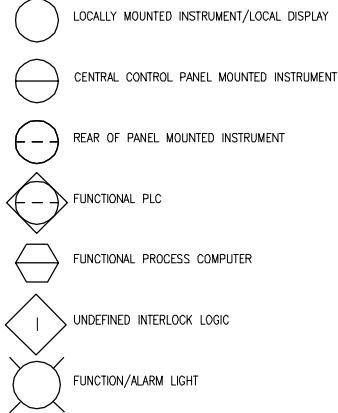 LOCALLY MOUNTED INSTRUMENT/LOCAL DISPLAY
CENTRAL CONTROL PANEL MOUNTED INSTRUMENT
REAR OF PANEL MOUNTED INSTRUMENT
FUNCTIONAL PLC
FUNCTIONAL PROCESS COMPUTER
I UNDEFINED INTERLOCK LOGIC
FUNCTION/ALARM LIGHT